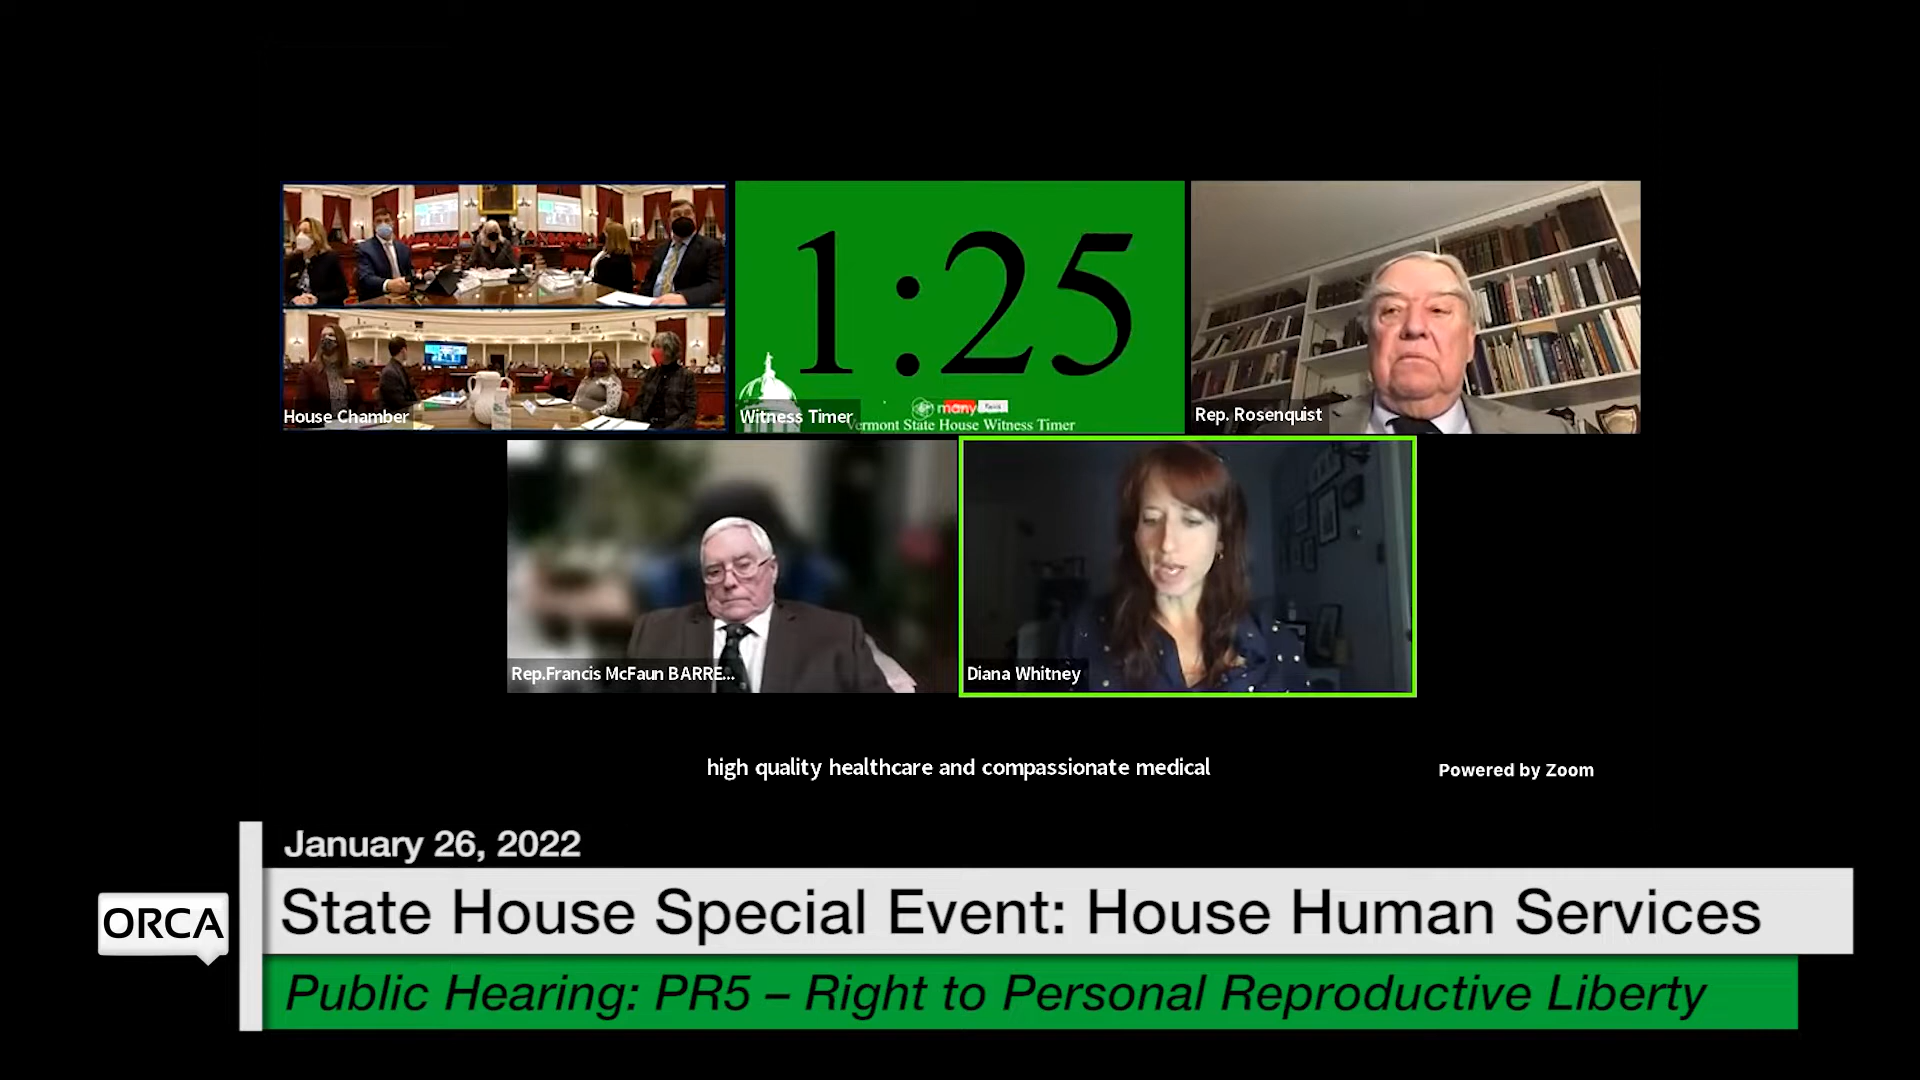 1:25
many
Vermont State House Witness Timer
House Chamber
Witness Timer
Rep. Rosenquist
Rep.Francis McFaun BARRE...
Diana Whitney
high quality healthcare and compassionate medical
Powered by Zoom
January 26, 2022
ORCA
State House Special Event: House Human Services
Public Hearing: PR5 – Right to Personal Reproductive Liberty